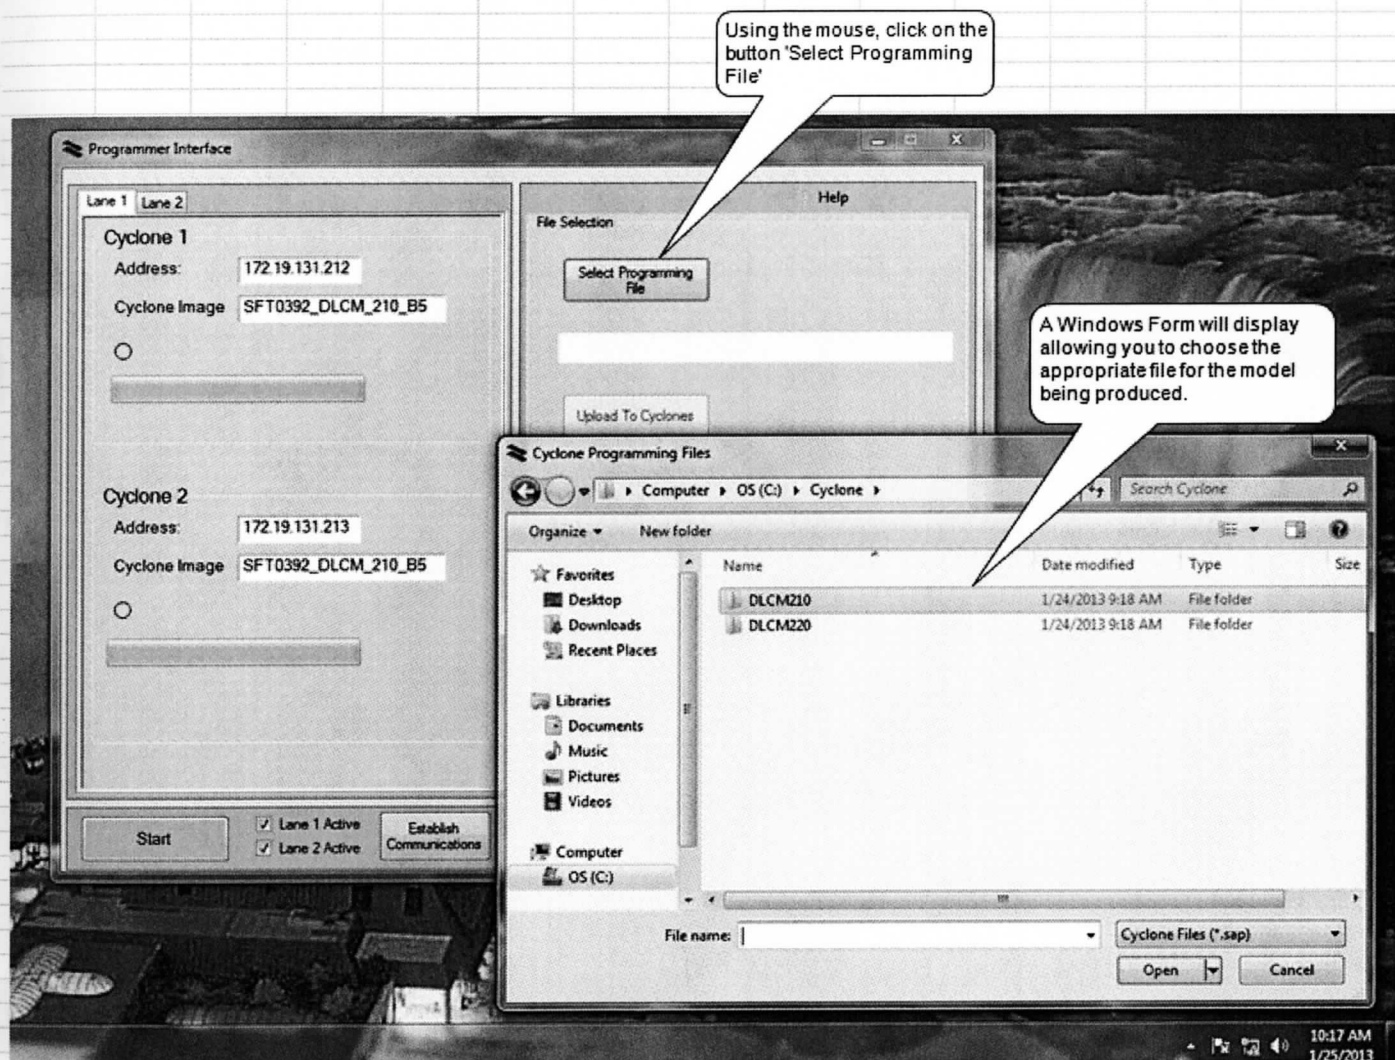 Using the mouse, click on the
button 'Select Programming
File'
Programmer Interface
Lane 1 Lane 2
Cyclone 1
Address: 172.19.131.212
Cyclone Image SFT0392_DLCM_210_B5
Cyclone 2
Address: 172.19.131.213
Cyclone Image SFT0392_DLCM_210_B5
Start
Lane 1 Active
Lane 2 Active
Establish
Communications
Help
File Selection
Select Programming
File
Upload To Cyclones
A Windows Form will display
allowing you to choose the
appropriate file for the model
being produced.
Cyclone Programming Files
Computer OS (C:) Cyclone
Search Cyclone
Organize New folder
Favorites
Desktop
Downloads
Recent Places
Libraries
Documents
Music
Pictures
Videos
Computer
OS (C:)
Name Date modified Type Size
DLCM210 1/24/2013 9:18 AM File folder
DLCM220 1/24/2013 9:18 AM File folder
File name: Cyclone Files (*.sap)
Open Cancel
10:17 AM
1/25/2013